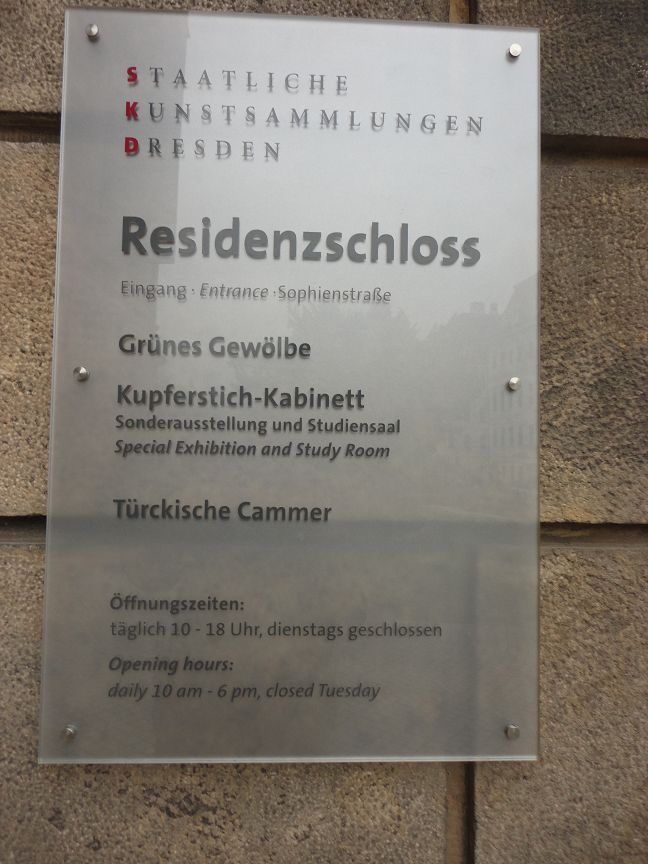 STAATLICHE
KUNSTSAMMLUNGEN
DRESDEN
Residenzschloss
Eingang · Entrance · Sophienstraße
Grünes Gewölbe
Kupferstich-Kabinett
Sonderausstellung und Studiensaal
Special Exhibition and Study Room
Türckische Cammer
Öffnungszeiten:
täglich 10 - 18 Uhr, dienstags geschlossen
Opening hours:
daily 10 am - 6 pm, closed Tuesday